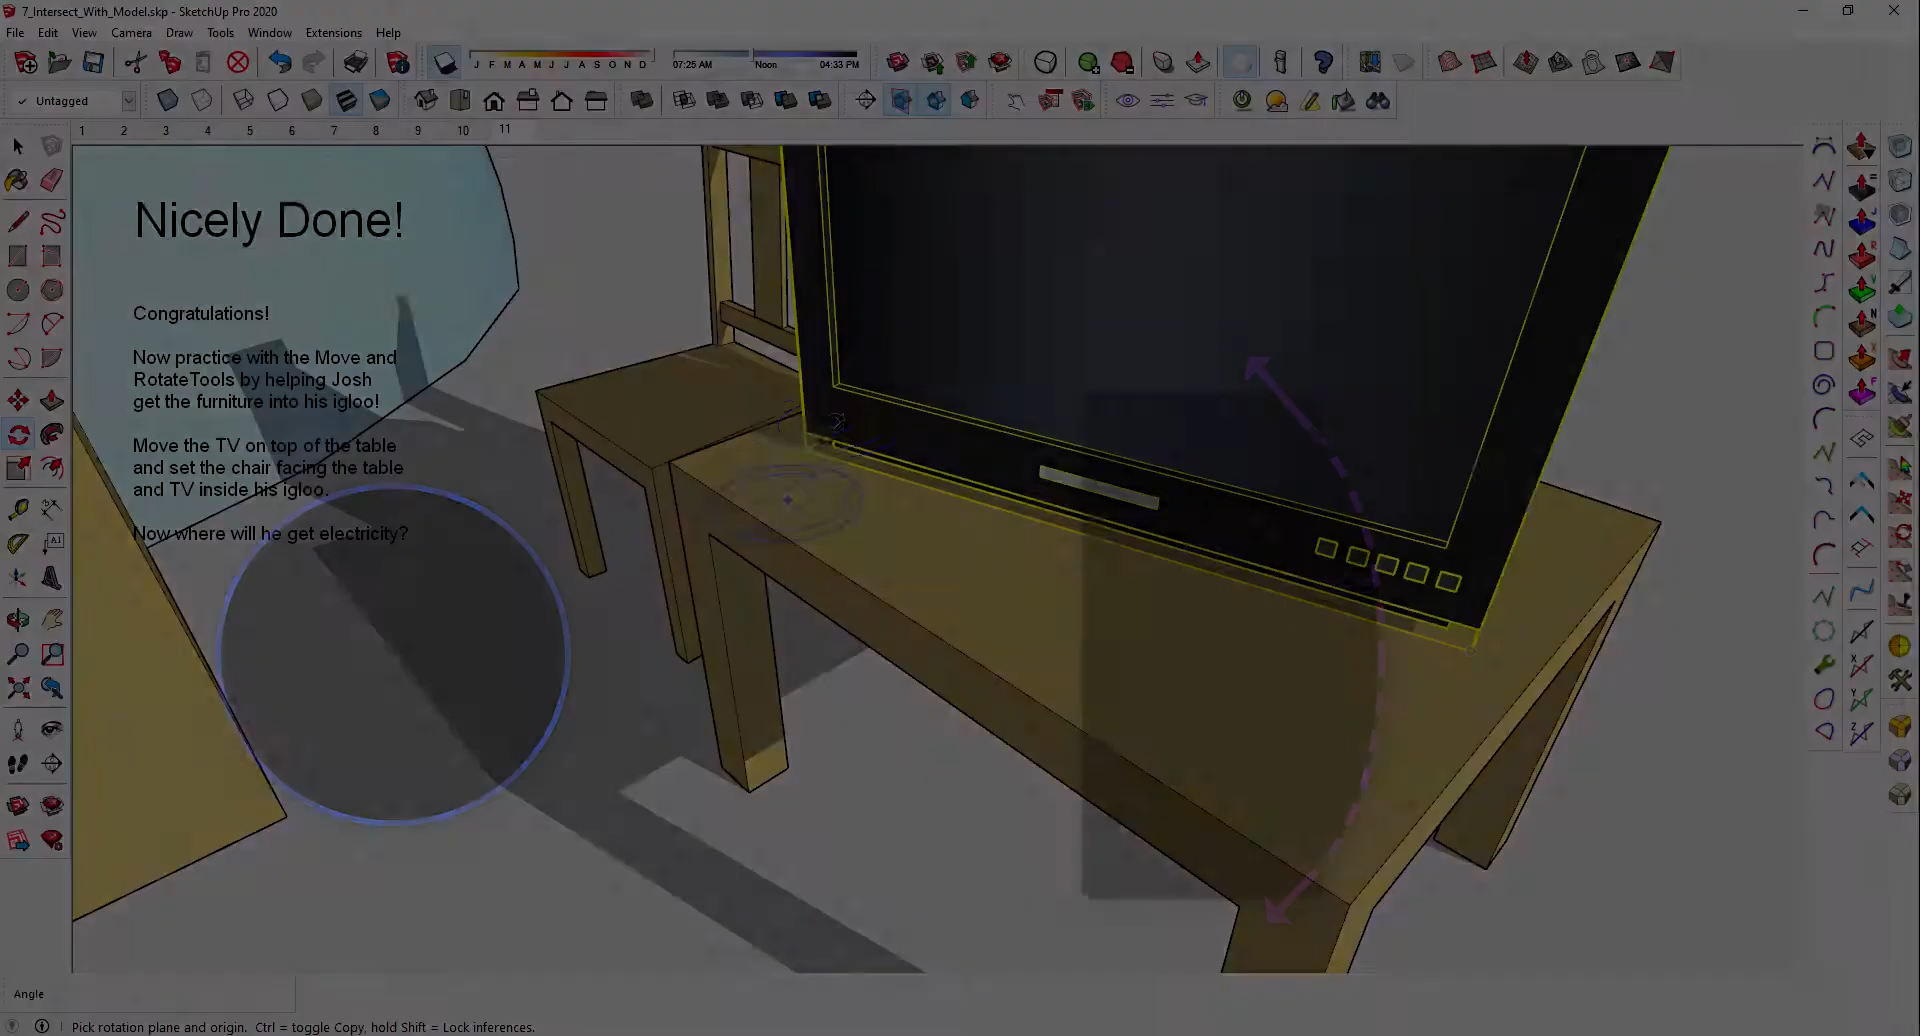 7_Intersect_With_Model.skp - SketchUp Pro 2020
File Edit View Camera Draw Tools Window Extensions Help
J F M A M J J A S O N D
07:25 AM Noon 04:33 PM
Untagged
1 2 3 4 5 6 7 8 9 10 11
Nicely Done!
Congratulations!
Now practice with the Move and
RotateTools by helping Josh
get the furniture into his igloo!
Move the TV on top of the table
and set the chair facing the table
and TV inside his igloo.
Now where will he get electricity?
Angle
Pick rotation plane and origin. Ctrl = toggle Copy, hold Shift = Lock inferences.